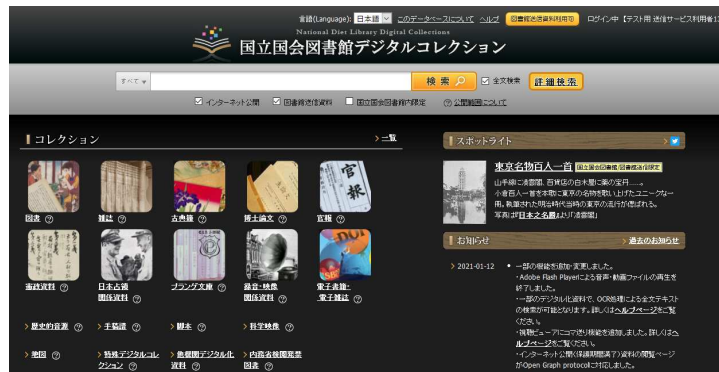 言語(Language): 日本語 このデータベースについて ヘルプ 図書館送信資料利用可 ログイン中【テスト用 送信サービス利用者1
National Diet Library Digital Collections
国立国会図書館デジタルコレクション
すべて 検索 全文検索 詳細検索
インターネット公開 図書館送信資料 国立国会図書館内限定 公開範囲について
コレクション >一覧
図書 雑誌 古典籍 博士論文 官報
官報
憲政資料 日本占領関係資料 プランゲ文庫 録音・映像関係資料 電子書籍・電子雑誌
>歴史的音源 >手稿譜 >脚本 >科学映像
>地図 >特殊デジタルコレクション >他機関デジタル化資料 >内務省検閲発禁図書
スポットライト
東京名物百人一首 国立国会図書館/図書館送信限定
山手線に凌雲閣、百貨店の白木屋に薬の宝丹……。
小倉百人一首を本歌に東京の名物を歌い上げたユニークな一
冊。執筆された明治時代当時の東京の流行が偲ばれる。
写真は『日本之名勝』より「凌雲閣」
お知らせ >過去のお知らせ
> 2021-01-12 • 一部の機能を追加・変更しました。
・Adobe Flash Playerによる音声・動画ファイルの再生を
終了しました。
・一部のデジタル化資料で、OCR処理による全文テキスト
の検索が可能となります。詳しくはヘルプページをご覧
ください。
・視聴ビューアにコマ送り機能を追加しました。詳しくはヘ
ルプページをご覧ください。
・インターネット公開(保護期間満了)資料の閲覧ページ
がOpen Graph protocolに対応しました。